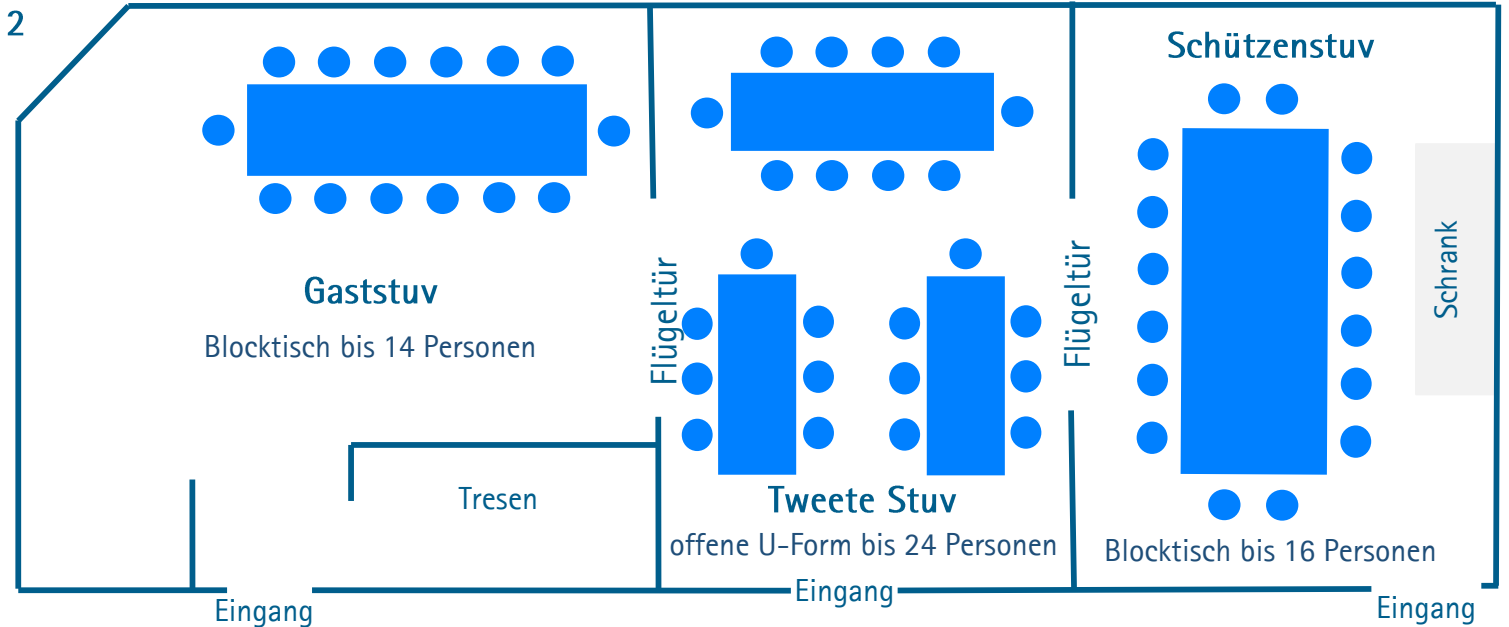 2
Schützenstuv
Schrank
Flügeltür
Flügeltür
Gaststuv
Blocktisch bis 14 Personen
Tresen
Tweete Stuv
offene U-Form bis 24 Personen
Blocktisch bis 16 Personen
Eingang
Eingang
Eingang